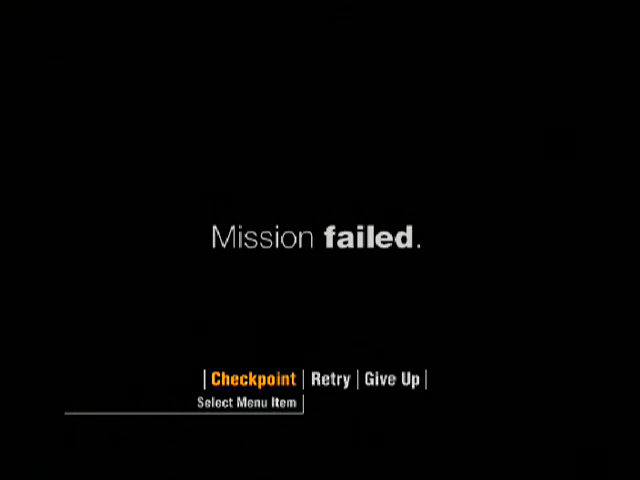 Mission failed.
Checkpoint | Retry | Give Up
Select Menu Item